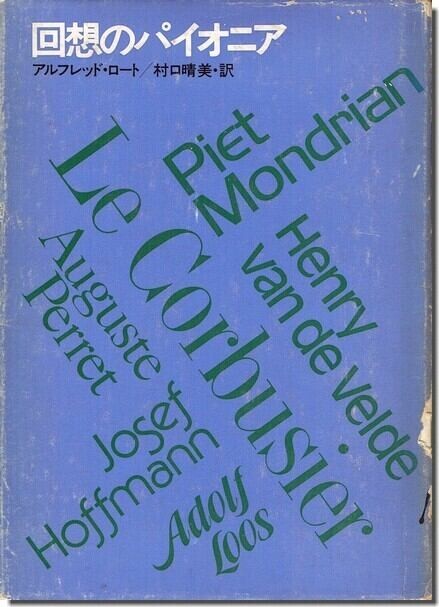 回想のパイオニア
アルフレッド・ロート/村口晴美・訳
Piet
Mondrian
Le Corbusier
Henry
van de Velde
Auguste
Perret
Josef
Hoffmann
Adolf
Loos